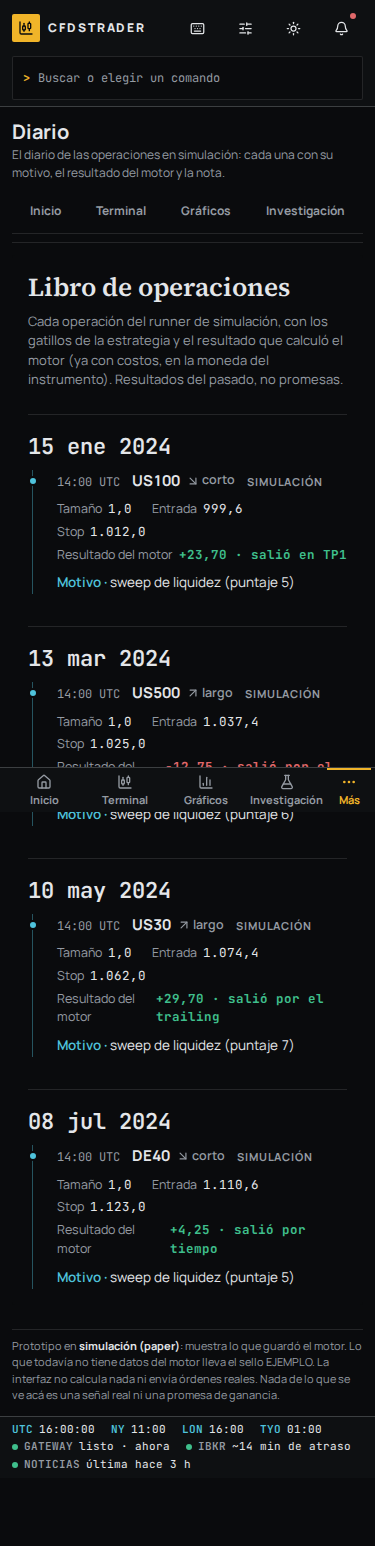 CFDSTRADER
> Buscar o elegir un comando
Diario
El diario de las operaciones en simulación: cada una con su
motivo, el resultado del motor y la nota.
Inicio Terminal Gráficos Investigación
Libro de operaciones
Cada operación del runner de simulación, con los
gatillos de la estrategia y el resultado que calculó el
motor (ya con costos, en la moneda del
instrumento). Resultados del pasado, no promesas.
15 ene 2024
14:00 UTC US100 ↘ corto SIMULACIÓN
Tamaño 1,0 Entrada 999,6
Stop 1.012,0
Resultado del motor +23,70 · salió en TP1
Motivo · sweep de liquidez (puntaje 5)
13 mar 2024
14:00 UTC US500 ↗ largo SIMULACIÓN
Tamaño 1,0 Entrada 1.037,4
Stop 1.025,0
Resultado del -12,75 · salió por el
Inicio Terminal Gráficos Investigación Más
Motivo · sweep de liquidez (puntaje 6)
10 may 2024
14:00 UTC US30 ↗ largo SIMULACIÓN
Tamaño 1,0 Entrada 1.074,4
Stop 1.062,0
Resultado del +29,70 · salió por el
motor trailing
Motivo · sweep de liquidez (puntaje 7)
08 jul 2024
14:00 UTC DE40 ↘ corto SIMULACIÓN
Tamaño 1,0 Entrada 1.110,6
Stop 1.123,0
Resultado del +4,25 · salió por
motor tiempo
Motivo · sweep de liquidez (puntaje 5)
Prototipo en simulación (paper): muestra lo que guardó el motor. Lo
que todavía no tiene datos del motor lleva el sello EJEMPLO. La
interfaz no calcula nada ni envía órdenes reales. Nada de lo que se
ve acá es una señal real ni una promesa de ganancia.
UTC 16:00:00 NY 11:00 LON 16:00 TYO 01:00
GATEWAY listo · ahora IBKR ~14 min de atraso
NOTICIAS última hace 3 h